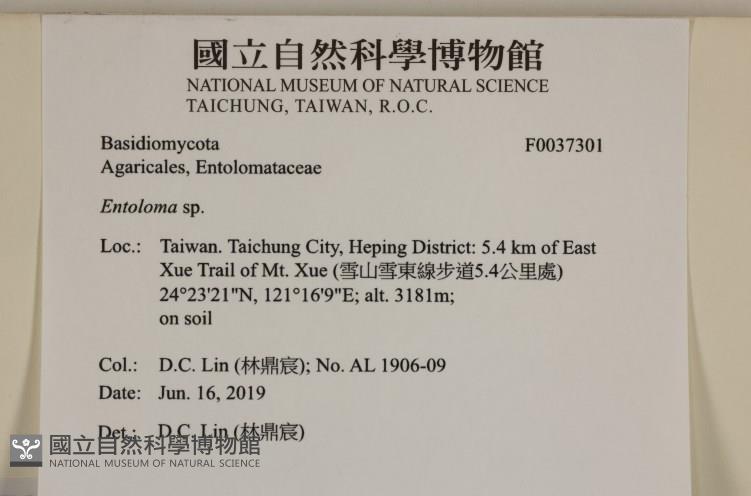 國立自然科學博物館
NATIONAL MUSEUM OF NATURAL SCIENCE
TAICHUNG, TAIWAN, R.O.C.
Basidiomycota F0037301
Agaricales, Entolomataceae
Entoloma sp.
Loc.: Taiwan. Taichung City, Heping District: 5.4 km of East
Xue Trail of Mt. Xue (雪山雪東線步道5.4公里處)
24°23'21"N, 121°16'9"E; alt. 3181m;
on soil
Col.: D.C. Lin (林鼎宸); No. AL 1906-09
Date: Jun. 16, 2019
Det.: D.C. Lin (林鼎宸)
國立自然科學博物館
NATIONAL MUSEUM OF NATURAL SCIENCE